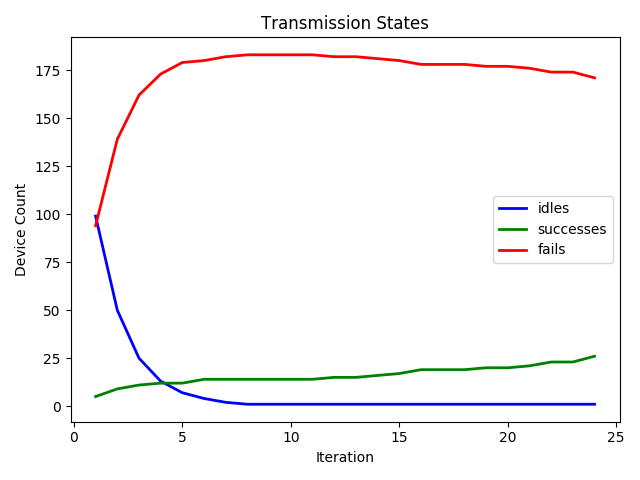 Transmission States
Device Count
175
150
125
100
75
50
25
0
idles
successes
fails
0 5 10 15 20 25
Iteration